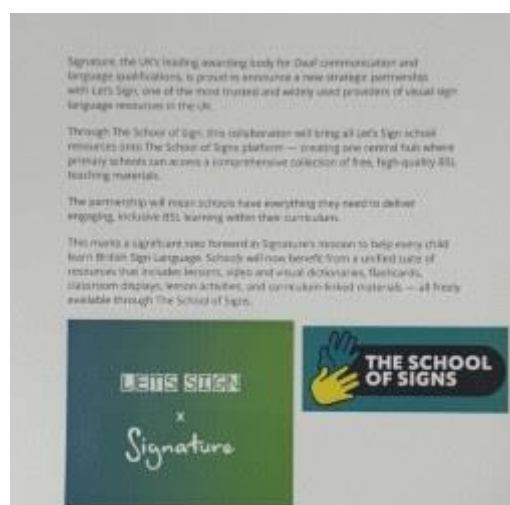 Signature, the UK's leading awarding body for Deaf communication and
language qualifications, is proud to announce a new strategic partnership
with Let's Sign, one of the most trusted and widely used providers of visual sign
language resources in the UK.
Through The School of Sign, this collaboration will bring all Let's Sign school
resources onto The School of Signs platform — creating one central hub where
primary schools can access a comprehensive collection of free, high-quality BSL
teaching materials.
The partnership will mean schools have everything they need to deliver
engaging, inclusive BSL learning within their curriculum.
This marks a significant step forward in Signature's mission to help every child
learn British Sign Language. Schools will now benefit from a unified suite of
resources that includes lessons, video and visual dictionaries, flashcards,
classroom displays, lesson activities, and curriculum-linked materials — all freely
available through The School of Signs.
LETS SIGN
x
Signature
THE SCHOOL
OF SIGNS